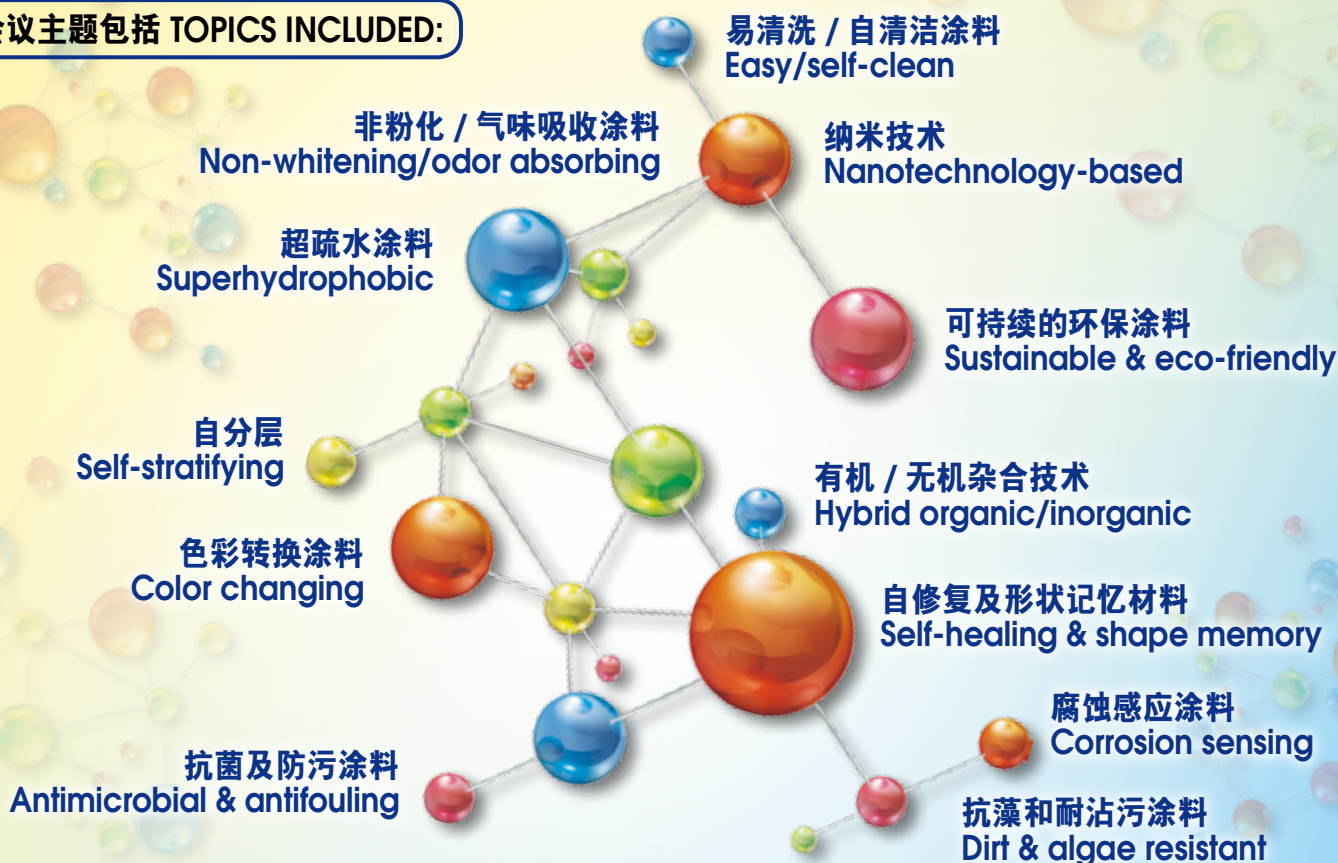 会议主题包括 TOPICS INCLUDED:
易清洗 / 自清洁涂料
Easy/self-clean
非粉化 / 气味吸收涂料
Non-whitening/odor absorbing
纳米技术
Nanotechnology-based
超疏水涂料
Superhydrophobic
可持续的环保涂料
Sustainable & eco-friendly
自分层
Self-stratifying
有机 / 无机杂合技术
Hybrid organic/inorganic
色彩转换涂料
Color changing
自修复及形状记忆材料
Self-healing & shape memory
腐蚀感应涂料
Corrosion sensing
抗菌及防污涂料
Antimicrobial & antifouling
抗藻和耐沾污涂料
Dirt & algae resistant